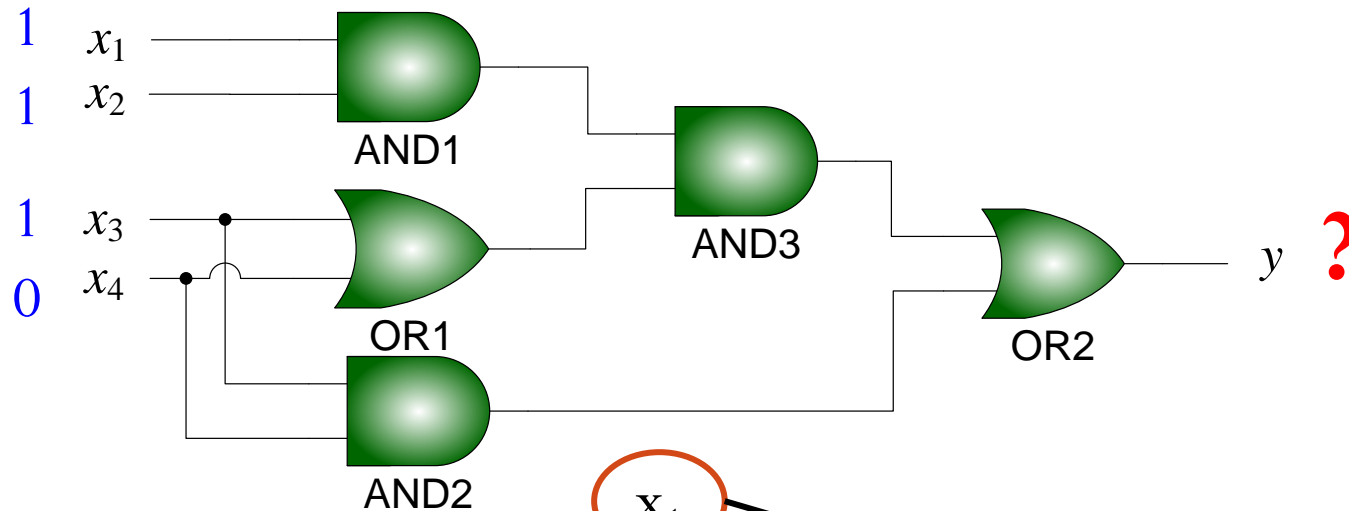 1 x₁
1 x₂
AND1
1 x₃
0 x₄
OR1
AND2
AND3
OR2
y ?